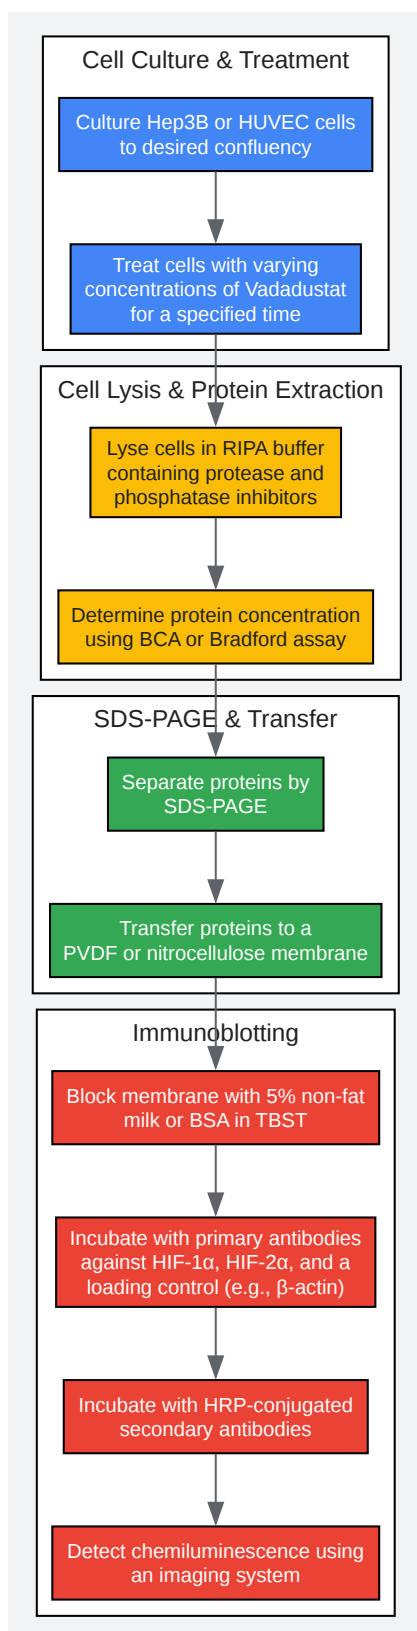 Cell Culture & Treatment
Culture Hep3B or HUVEC cells
to desired confluency
Treat cells with varying
concentrations of Vadadustat
for a specified time
Cell Lysis & Protein Extraction
Lyse cells in RIPA buffer
containing protease and
phosphatase inhibitors
Determine protein concentration
using BCA or Bradford assay
SDS-PAGE & Transfer
Separate proteins by
SDS-PAGE
Transfer proteins to a
PVDF or nitrocellulose membrane
Immunoblotting
Block membrane with 5% non-fat
milk or BSA in TBST
Incubate with primary antibodies
against HIF-1α, HIF-2α, and a
loading control (e.g., β-actin)
Incubate with HRP-conjugated
secondary antibodies
Detect chemiluminescence using
an imaging system